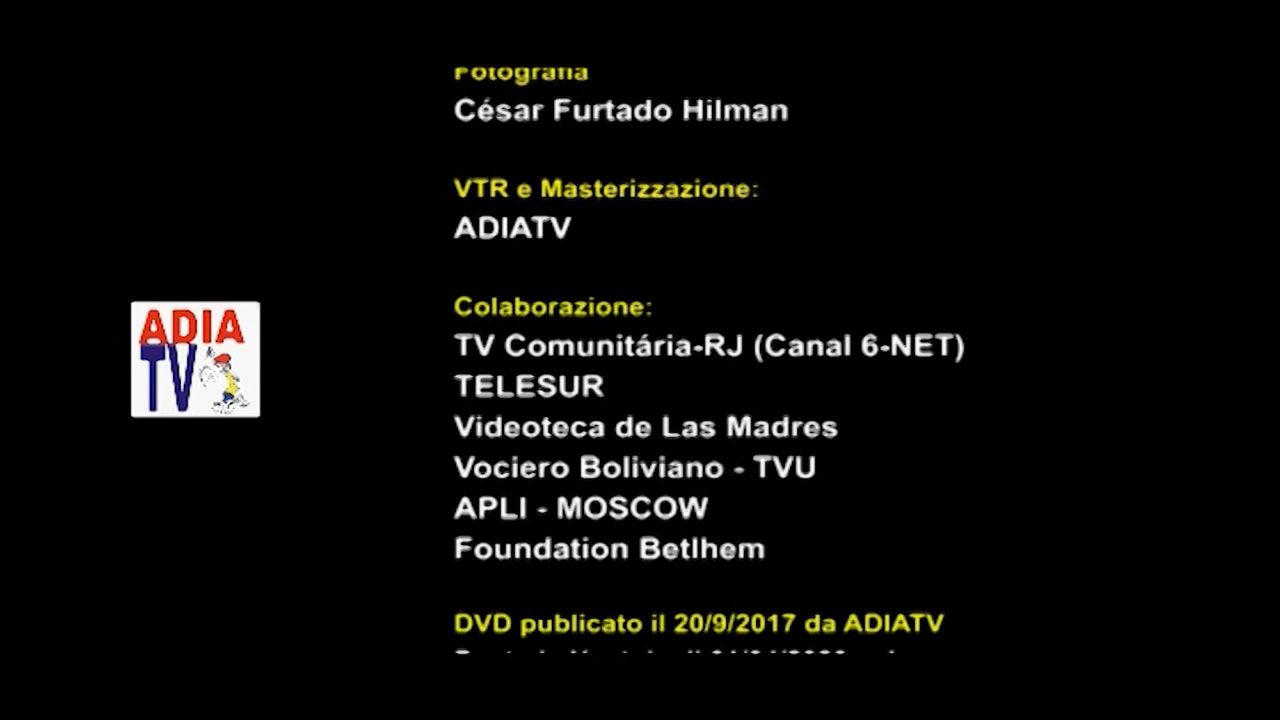 Fotografia
César Furtado Hilman
VTR e Masterizzazione:
ADIATV
Colaborazione:
TV Comunitária-RJ (Canal 6-NET)
TELESUR
Videoteca de Las Madres
Vociero Boliviano - TVU
APLI - MOSCOW
Foundation Betlhem
DVD publicato il 20/9/2017 da ADIATV
ADIA
TV